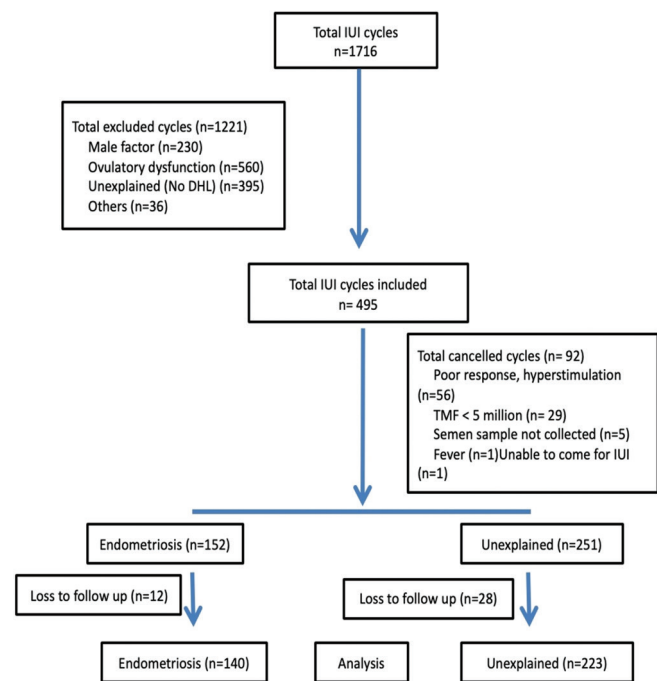 Total IUI cycles
n=1716
Total excluded cycles (n=1221)
Male factor (n=230)
Ovulatory dysfunction (n=560)
Unexplained (No DHL) (n=395)
Others (n=36)
Total IUI cycles included
n= 495
Total cancelled cycles (n= 92)
Poor response, hyperstimulation
(n=56)
TMF < 5 million (n= 29)
Semen sample not collected (n=5)
Fever (n=1)Unable to come for IUI
(n=1)
Endometriosis (n=152)
Unexplained (n=251)
Loss to follow up (n=12)
Loss to follow up (n=28)
Endometriosis (n=140)
Analysis
Unexplained (n=223)